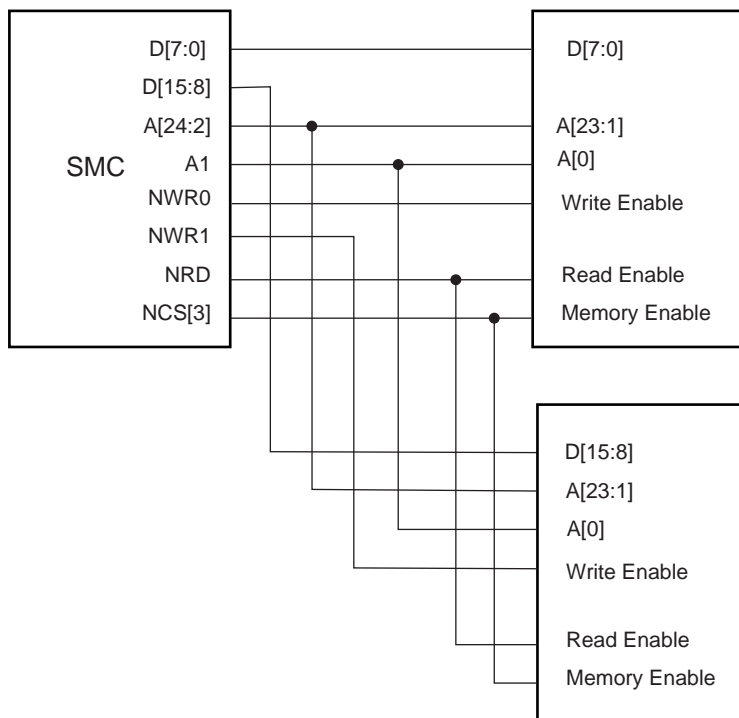 D[7:0]
D[15:8]
A[24:2]
SMC
A1
NWR0
NWR1
NRD
NCS[3]
D[7:0]
A[23:1]
A[0]
Write Enable
Read Enable
Memory Enable
D[15:8]
A[23:1]
A[0]
Write Enable
Read Enable
Memory Enable